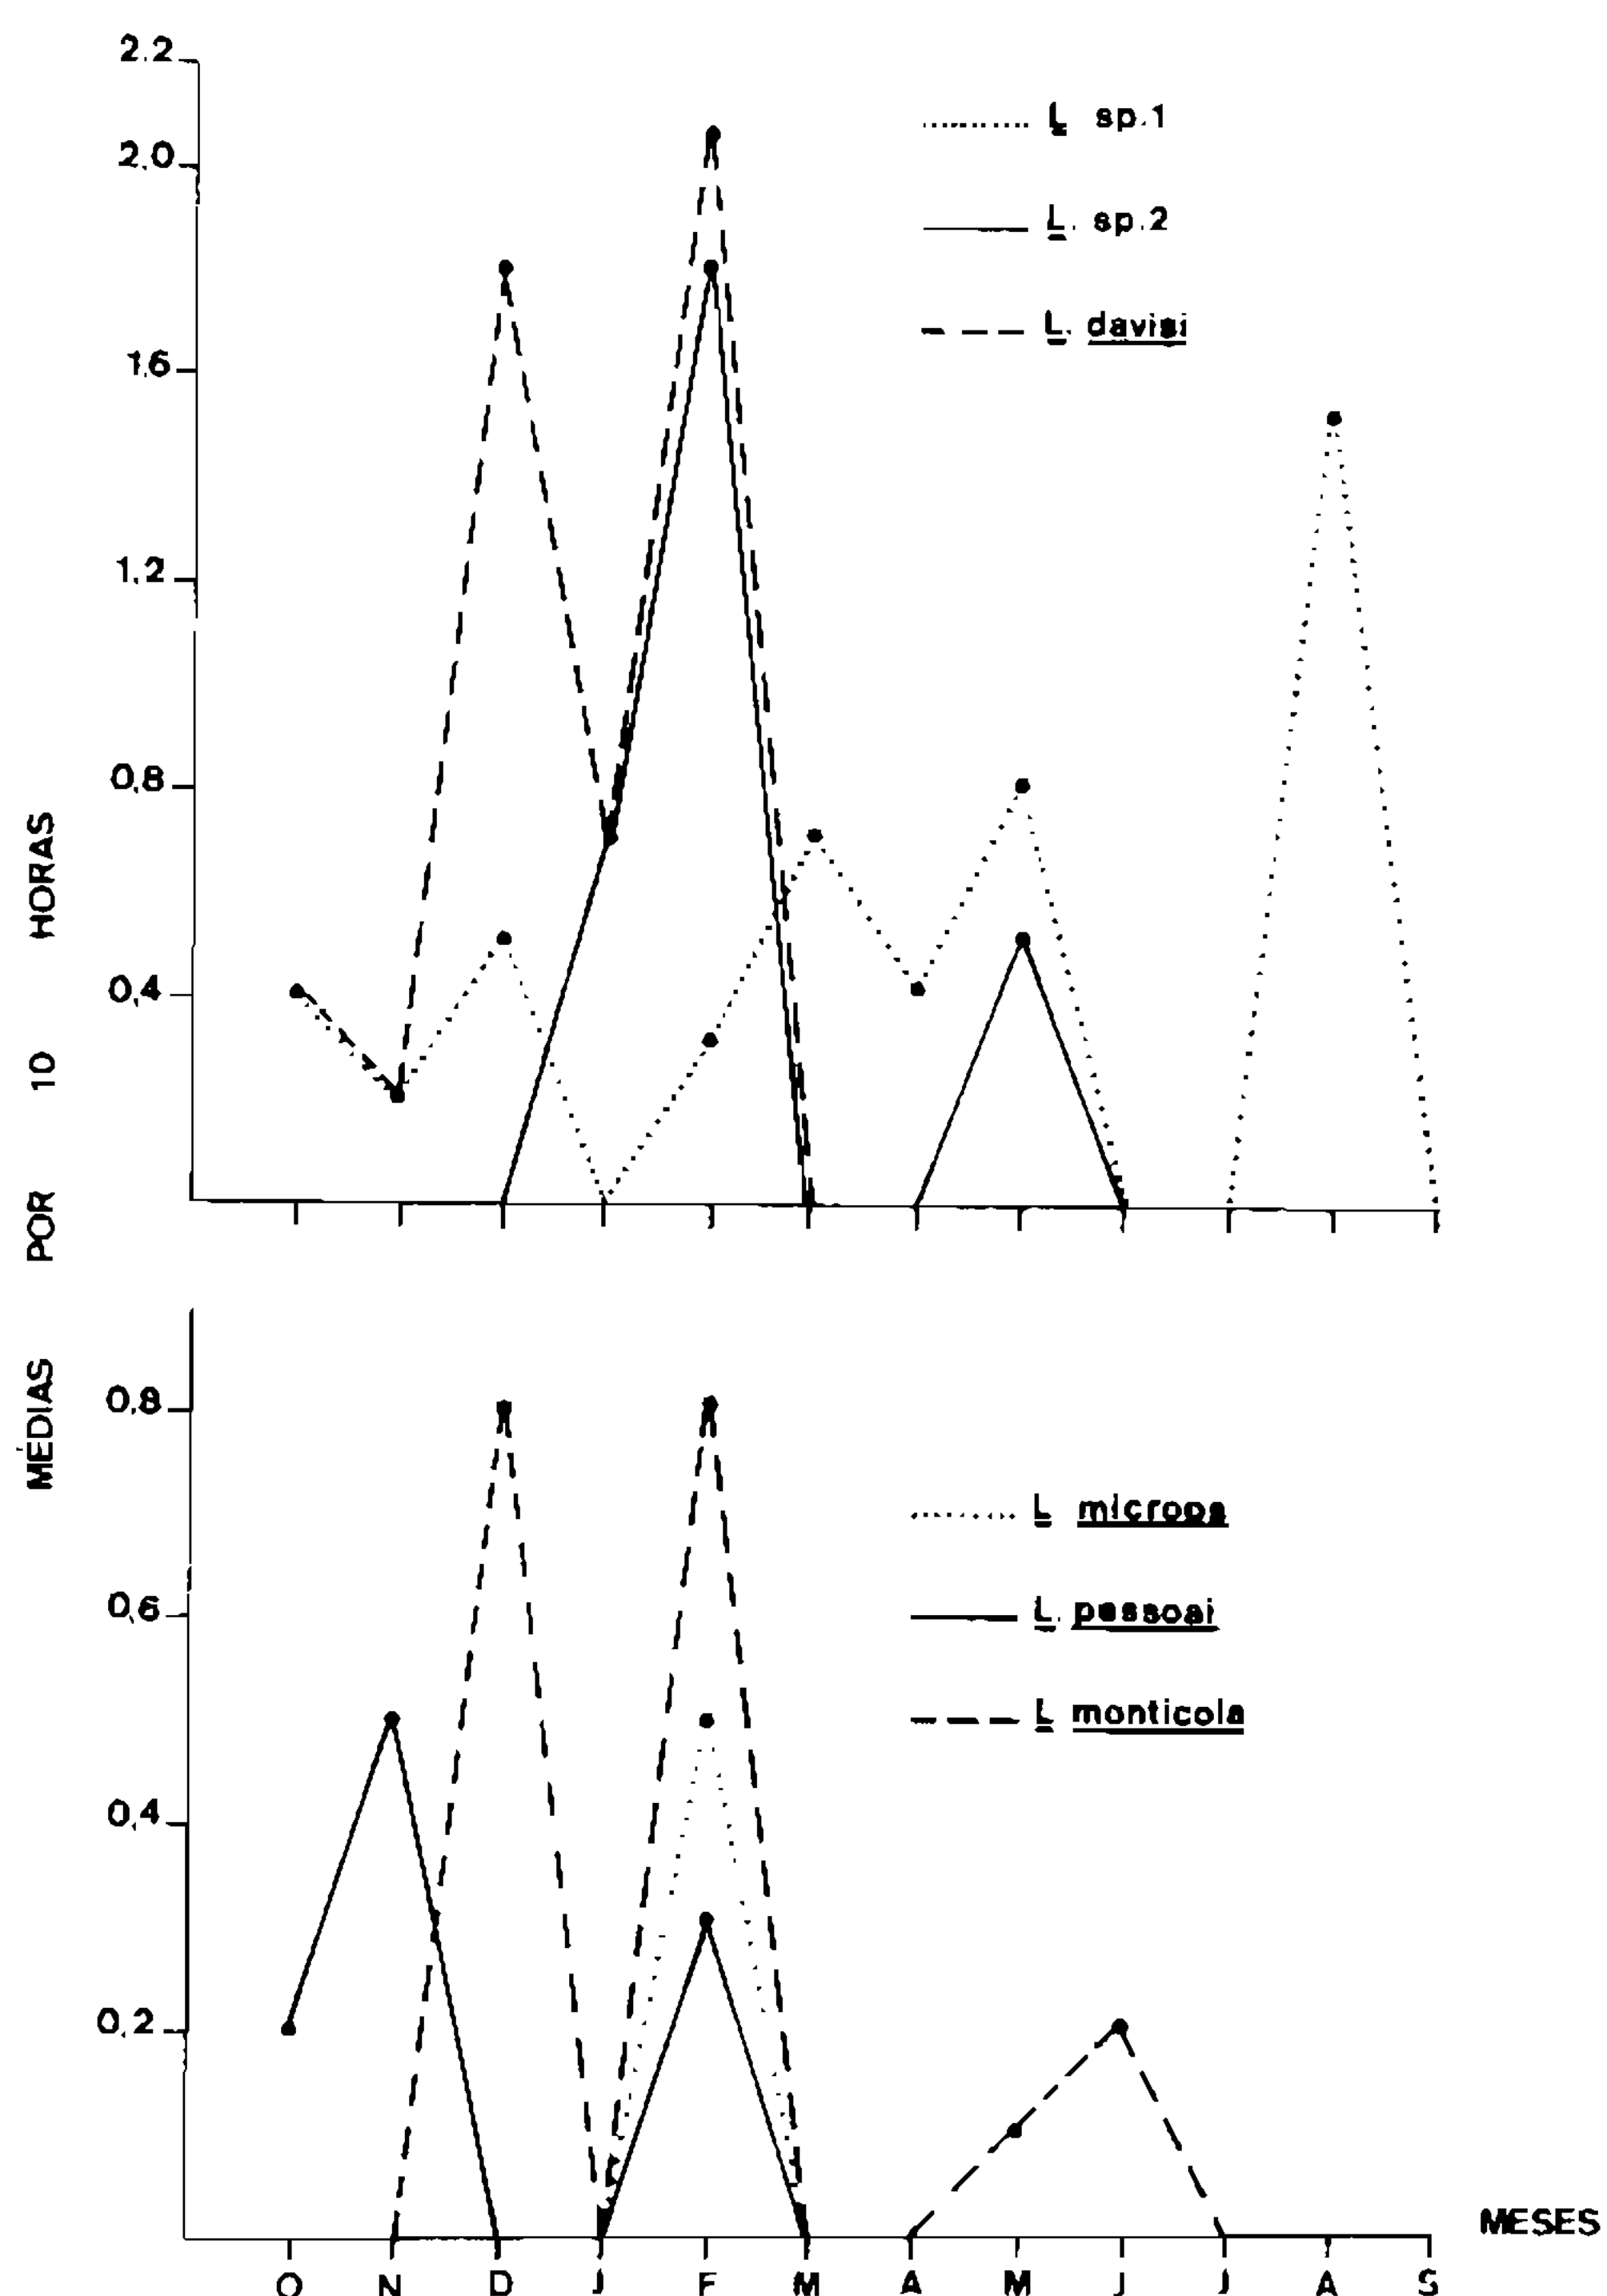 2.2
2.0
1.6
1.2
0,8
0,4
L sp.1
L. sp.2
L. davisi
MÉDIAS POR 10 HORAS
0,8
0,6
0,4
0,2
L microps
L. pessoai
L monticola
MESES
O N D J F M A M J J A S